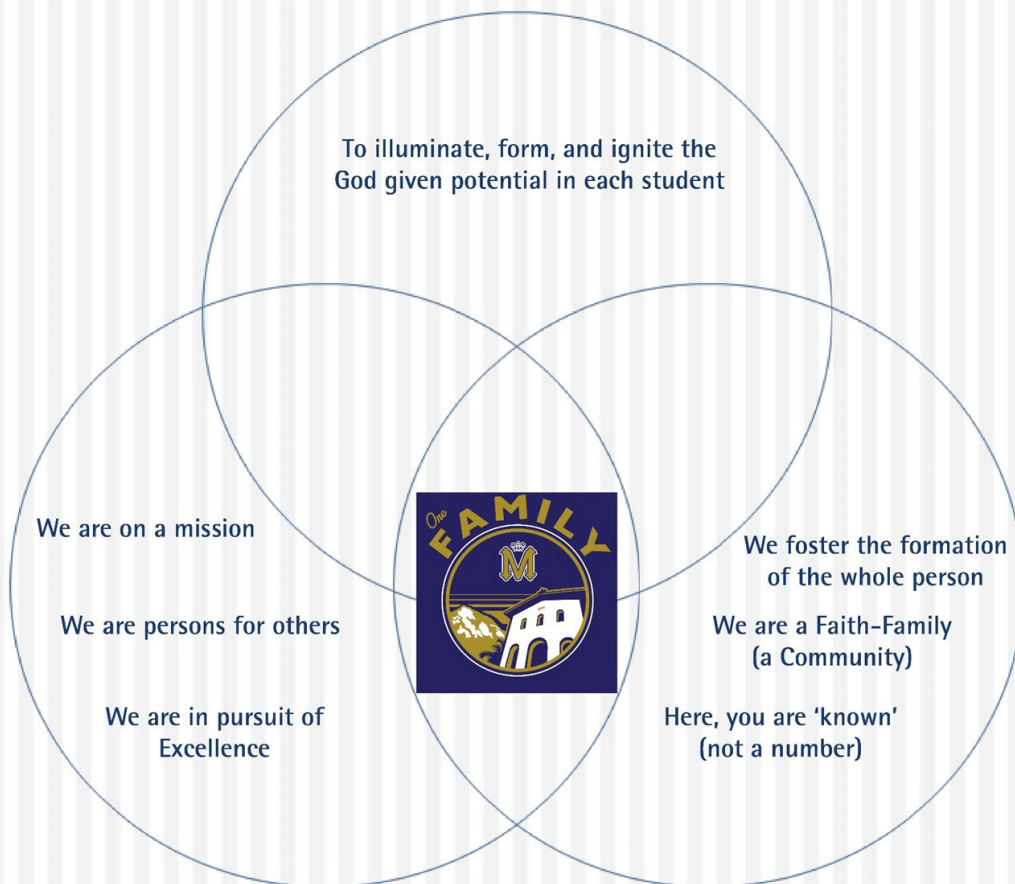 To illuminate, form, and ignite the
God given potential in each student
We are on a mission
We are persons for others
We are in pursuit of
Excellence
One
FAMILY
M
We foster the formation
of the whole person
We are a Faith-Family
(a Community)
Here, you are ‘known’
(not a number)